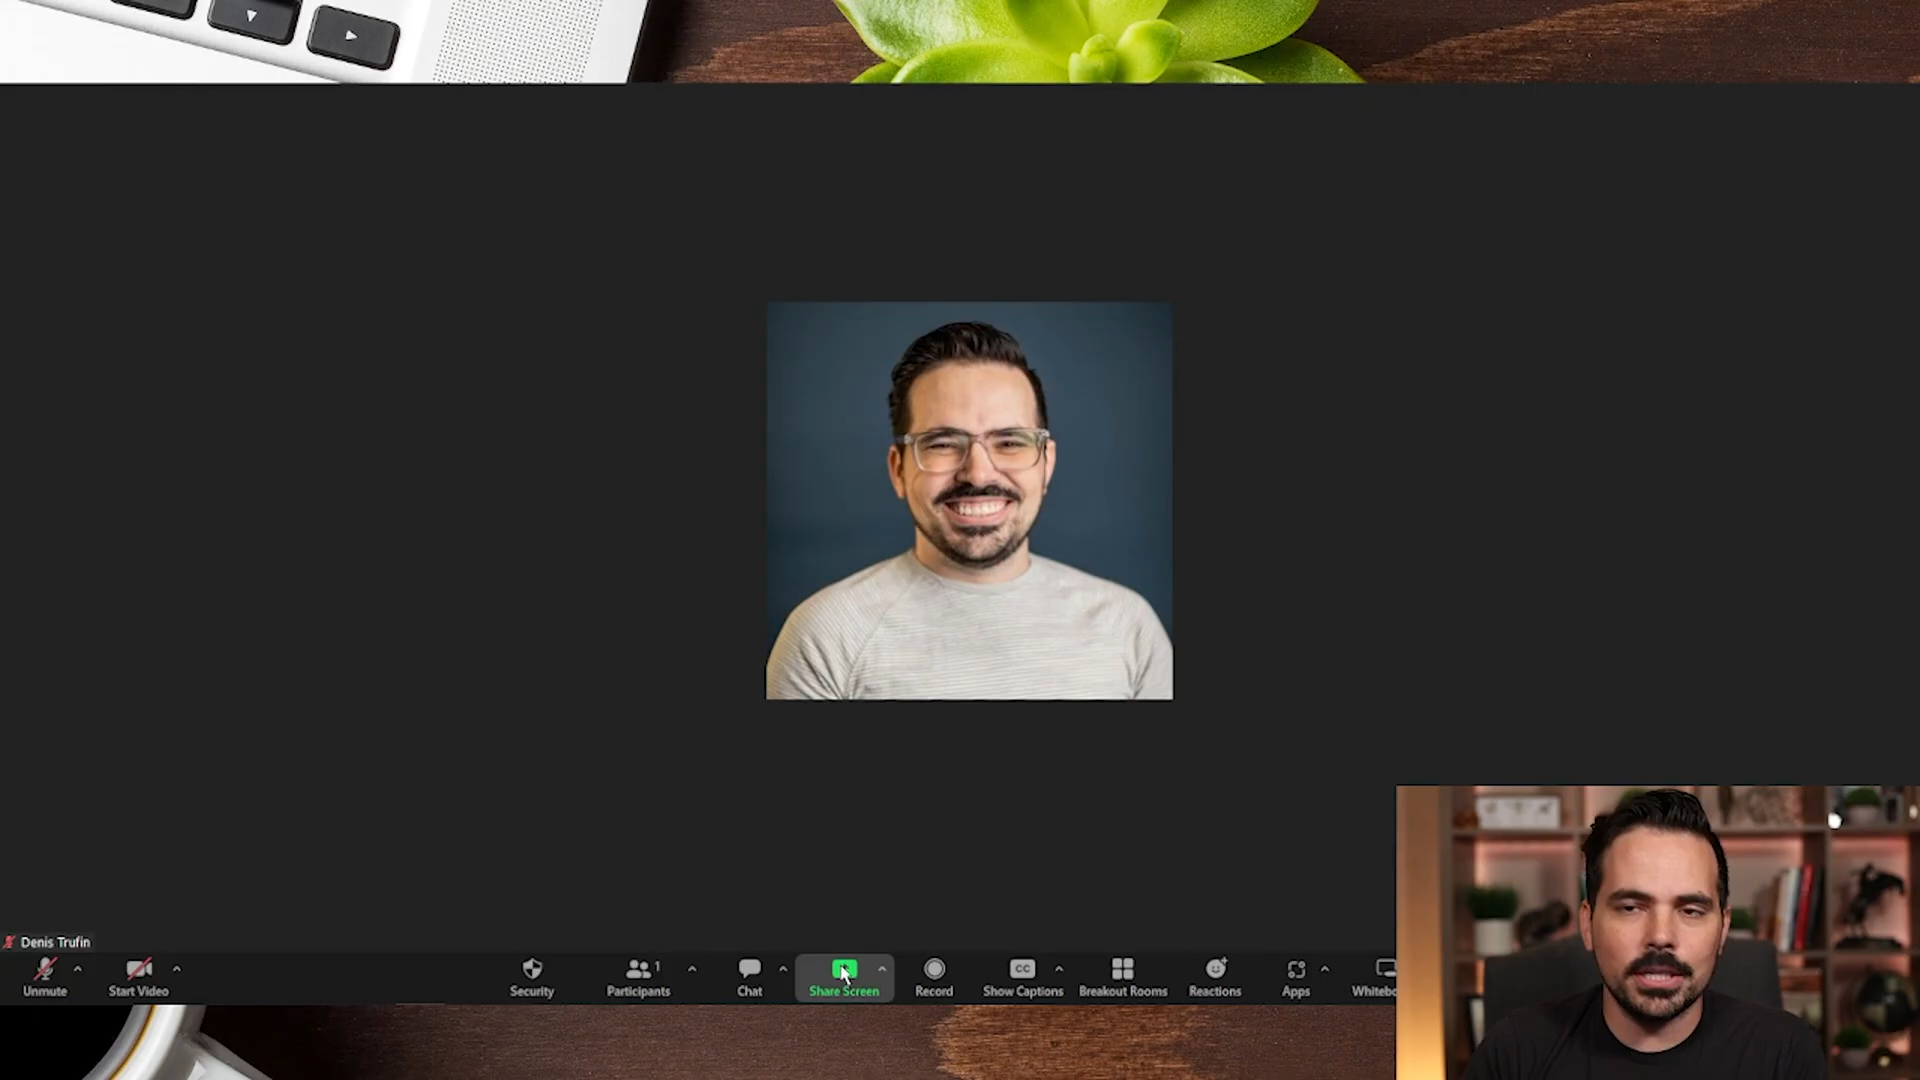 Denis Trufin
Unmute
Start Video
Security
Participants
1
Chat
Share Screen
Record
CC
Show Captions
Breakout Rooms
Reactions
Apps
Whitebo